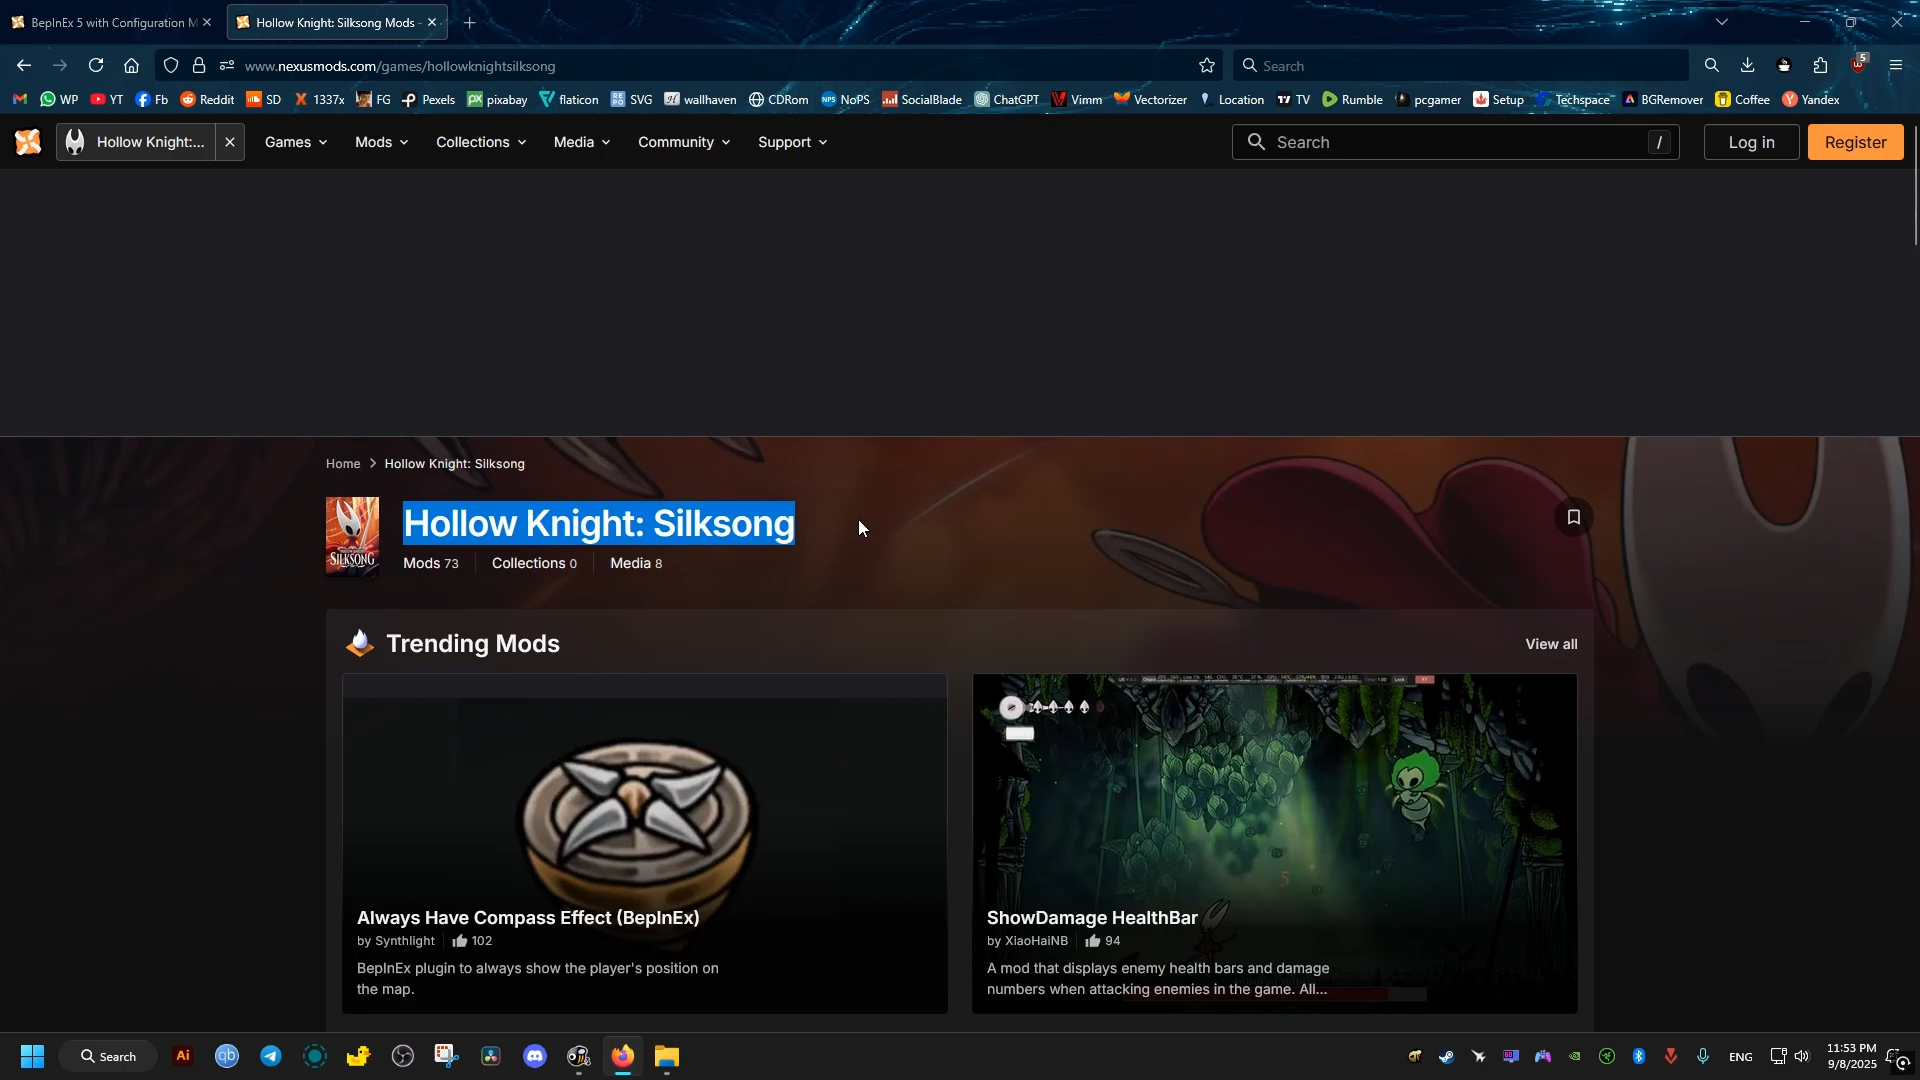 BepInEx 5 with Configuration M
Hollow Knight: Silksong Mods
www.nexusmods.com/games/hollowknightsilksong
Search
5
WP
YT
Fb
Reddit
SD
1337x
FG
Pexels
pixabay
flaticon
SVG
wallhaven
CDRom
NoPS
SocialBlade
ChatGPT
Vimm
Vectorizer
Location
TV
Rumble
pcgamer
Setup
Techspace
BGRemover
Coffee
Yandex
Hollow Knight:...
Games
Mods
Collections
Media
Community
Support
Search
/
Log in
Register
Home > Hollow Knight: Silksong
SILKSONG
Hollow Knight: Silksong
Mods 73
Collections 0
Media 8
Trending Mods
View all
5
Always Have Compass Effect (BepInEx)
by Synthlight
102
BepInEx plugin to always show the player's position on
the map.
ShowDamage HealthBar
by XiaoHaiNB
94
A mod that displays enemy health bars and damage
numbers when attacking enemies in the game. All...
Search
Ai
qb
ENG
11:53 PM
9/8/2025